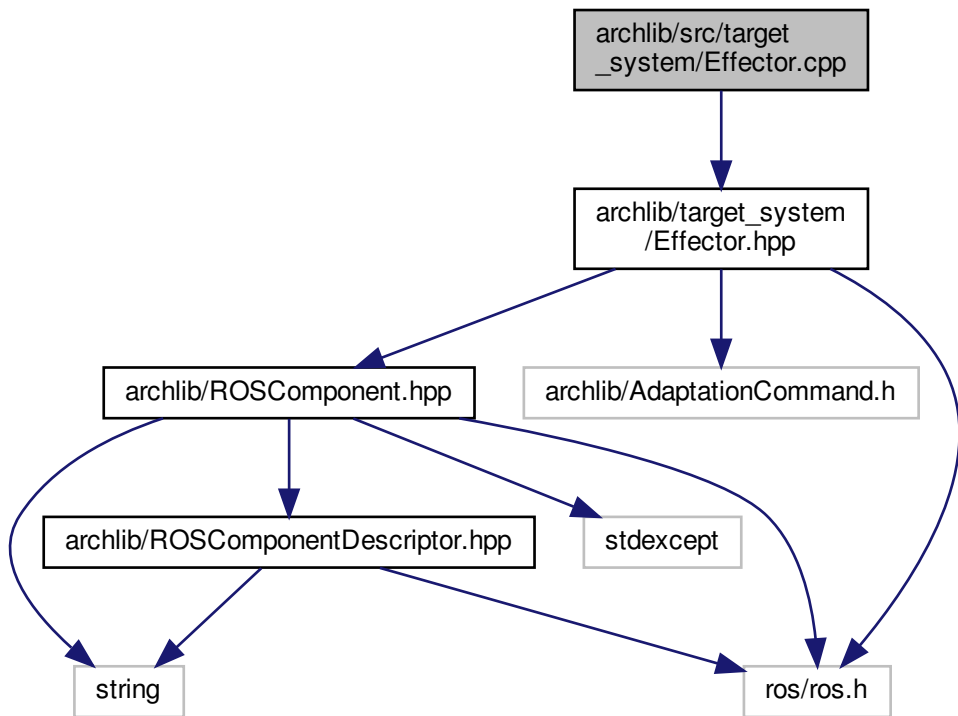 archlib/src/target
_system/Effector.cpp
archlib/target_system
/Effector.hpp
archlib/ROSComponent.hpp
archlib/AdaptationCommand.h
archlib/ROSComponentDescriptor.hpp
stdexcept
string
ros/ros.h